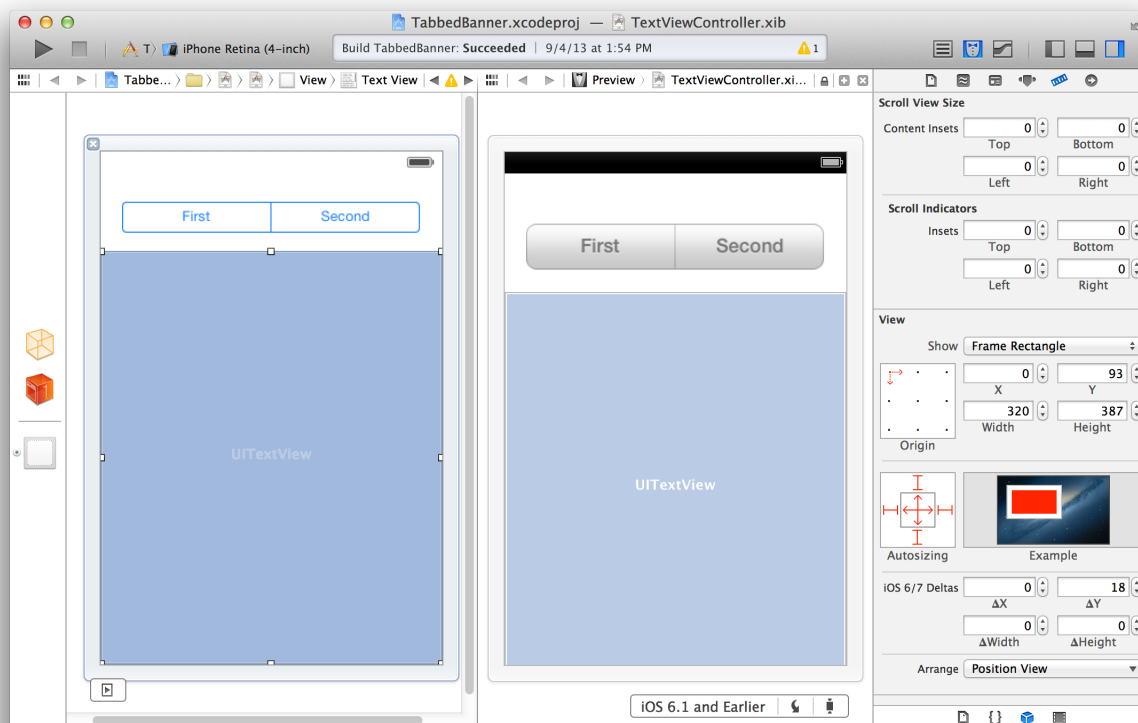 TabbedBanner.xcodeproj — TextViewController.xib
T) iPhone Retina (4-inch)
Build TabbedBanner: Succeeded 9/4/13 at 1:54 PM 1
Tabbe... View Text View
Preview TextViewController.xi...
First Second
UITextView
First Second
UITextView
iOS 6.1 and Earlier
Scroll View Size
Content Insets 0 0
Top Bottom
0 0
Left Right
Scroll Indicators
Insets 0 0
Top Bottom
0 0
Left Right
View
Show Frame Rectangle
0 93
X Y
320 387
Width Height
Origin
Autosizing Example
iOS 6/7 Deltas 0 18
ΔX ΔY
0 0
ΔWidth ΔHeight
Arrange Position View
{ }